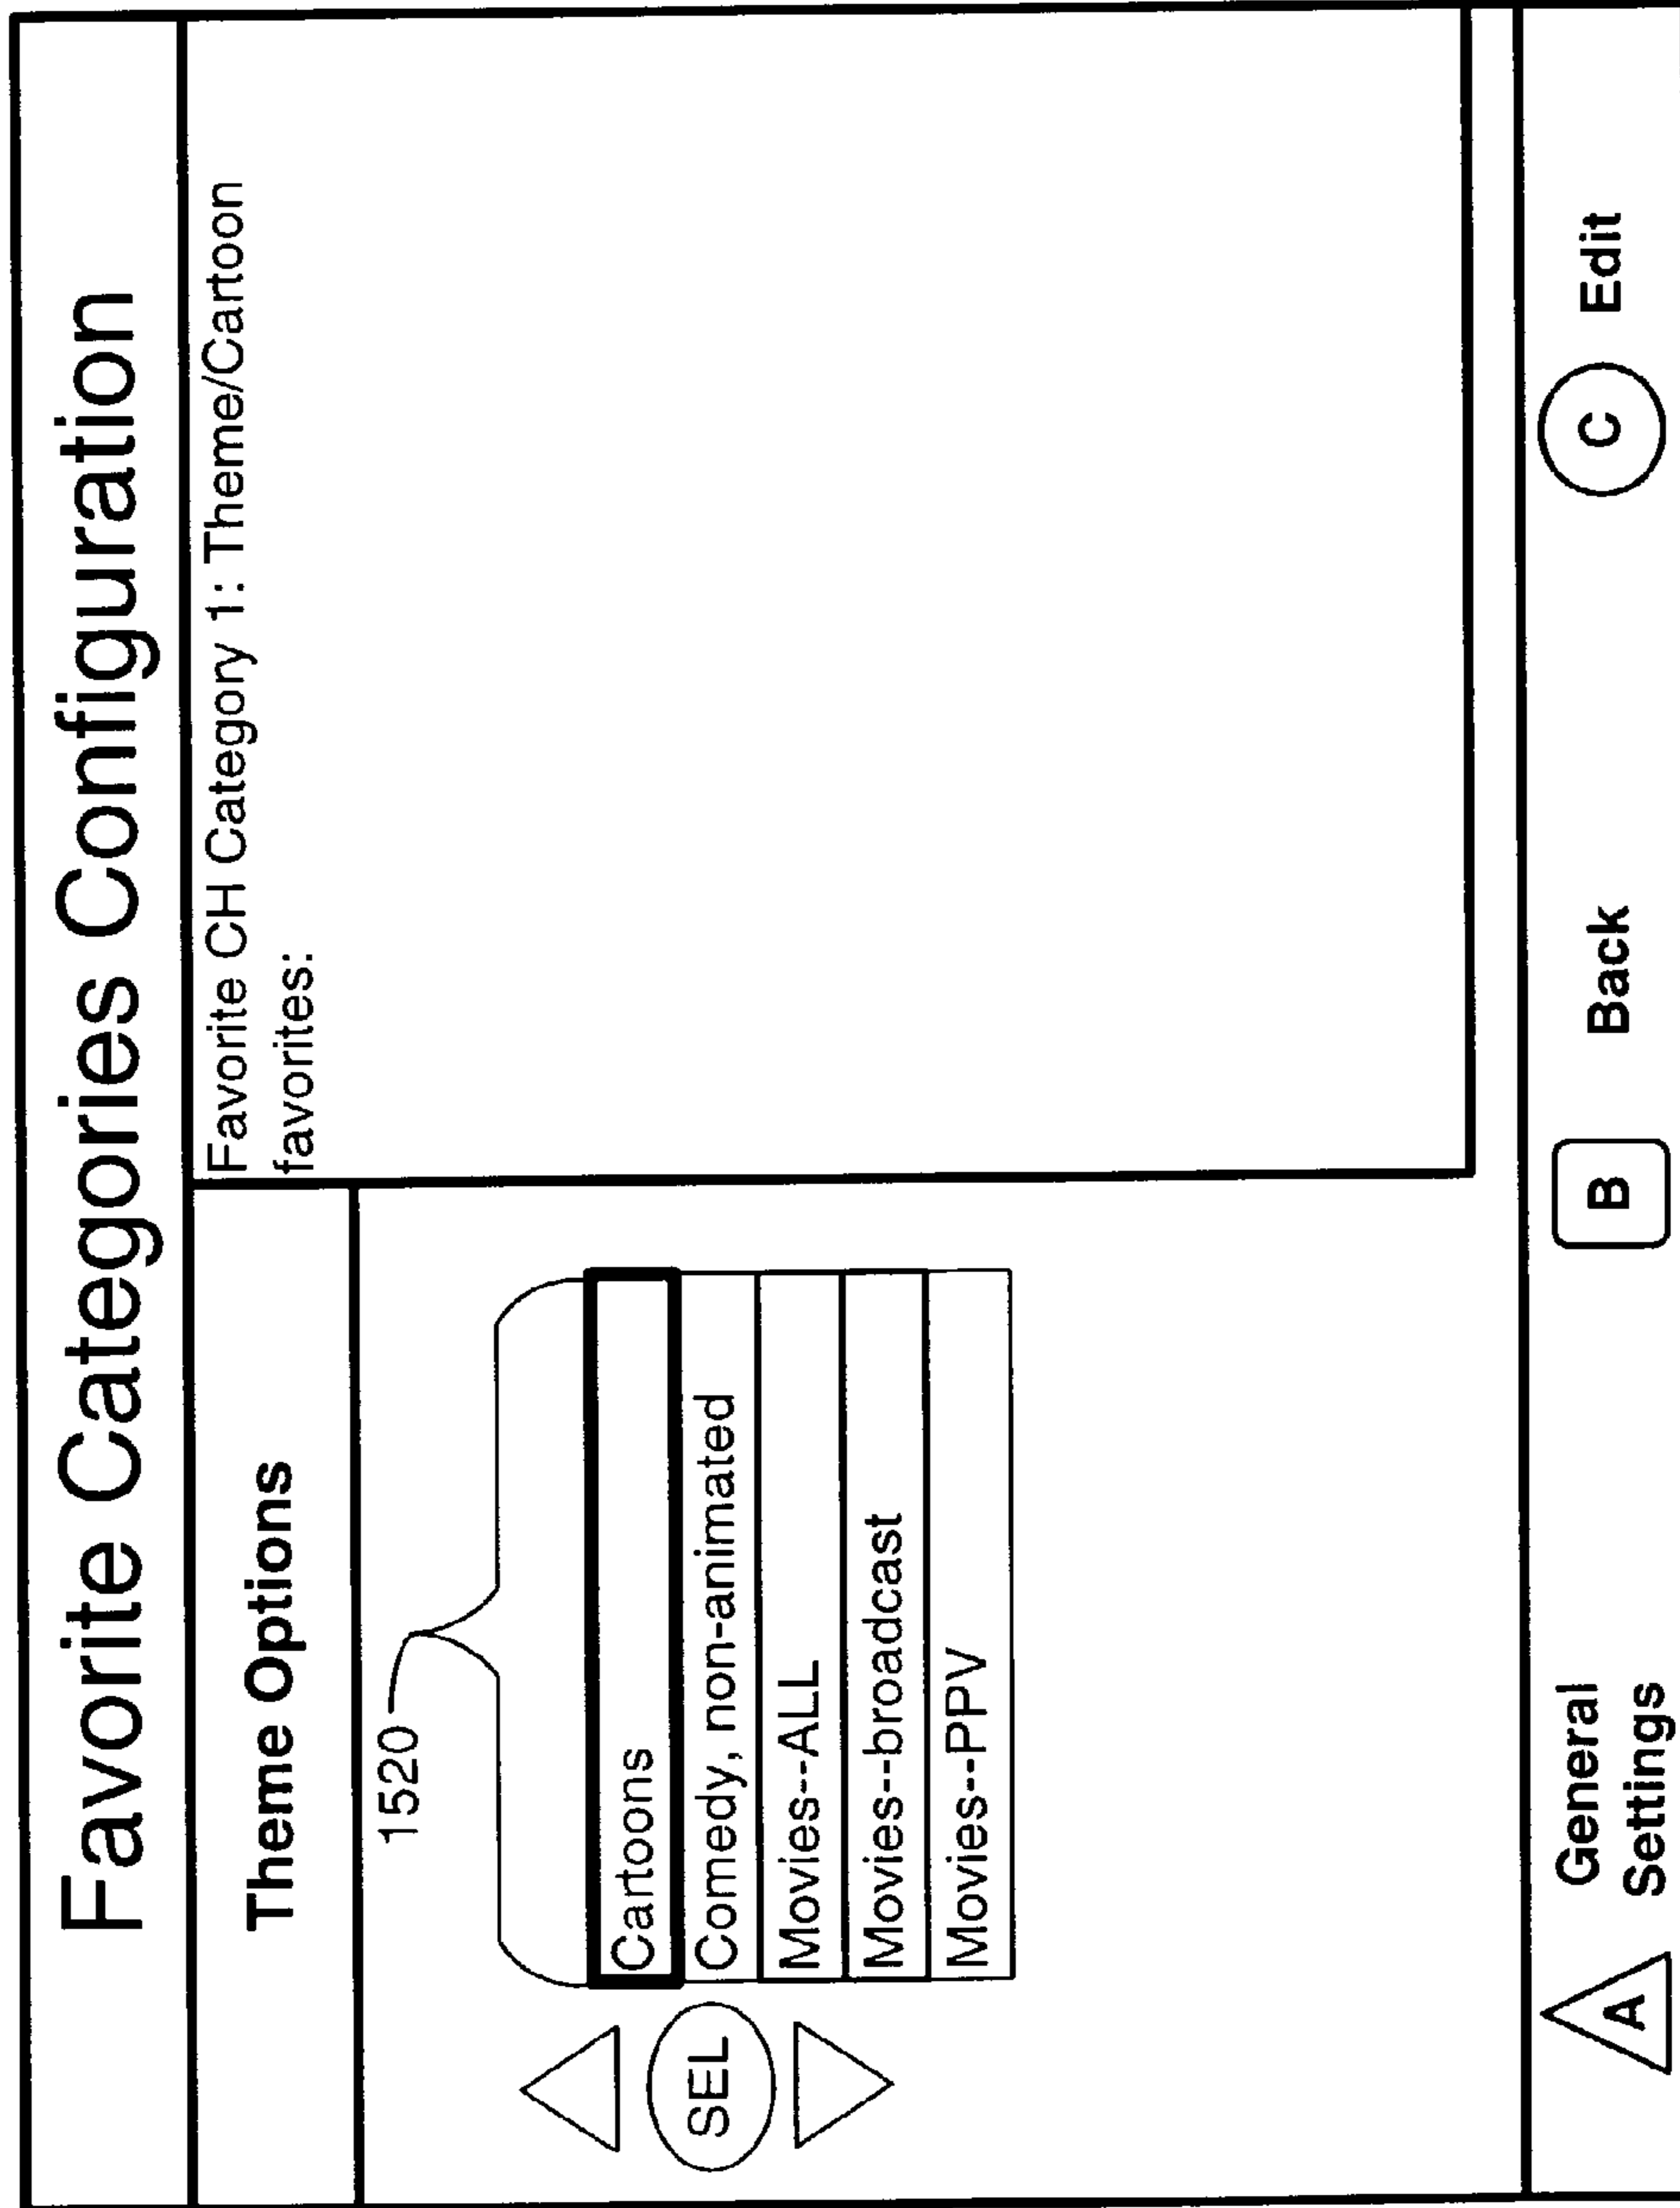 Favorite Categories Configuration
Theme Options
Favorite CH Category 1: Theme/Cartoon
favorites:
1520
SEL
Cartoons
Comedy, non-animated
Movies--ALL
Movies--broadcast
Movies--PPV
A
General
Settings
B
Back
C
Edit